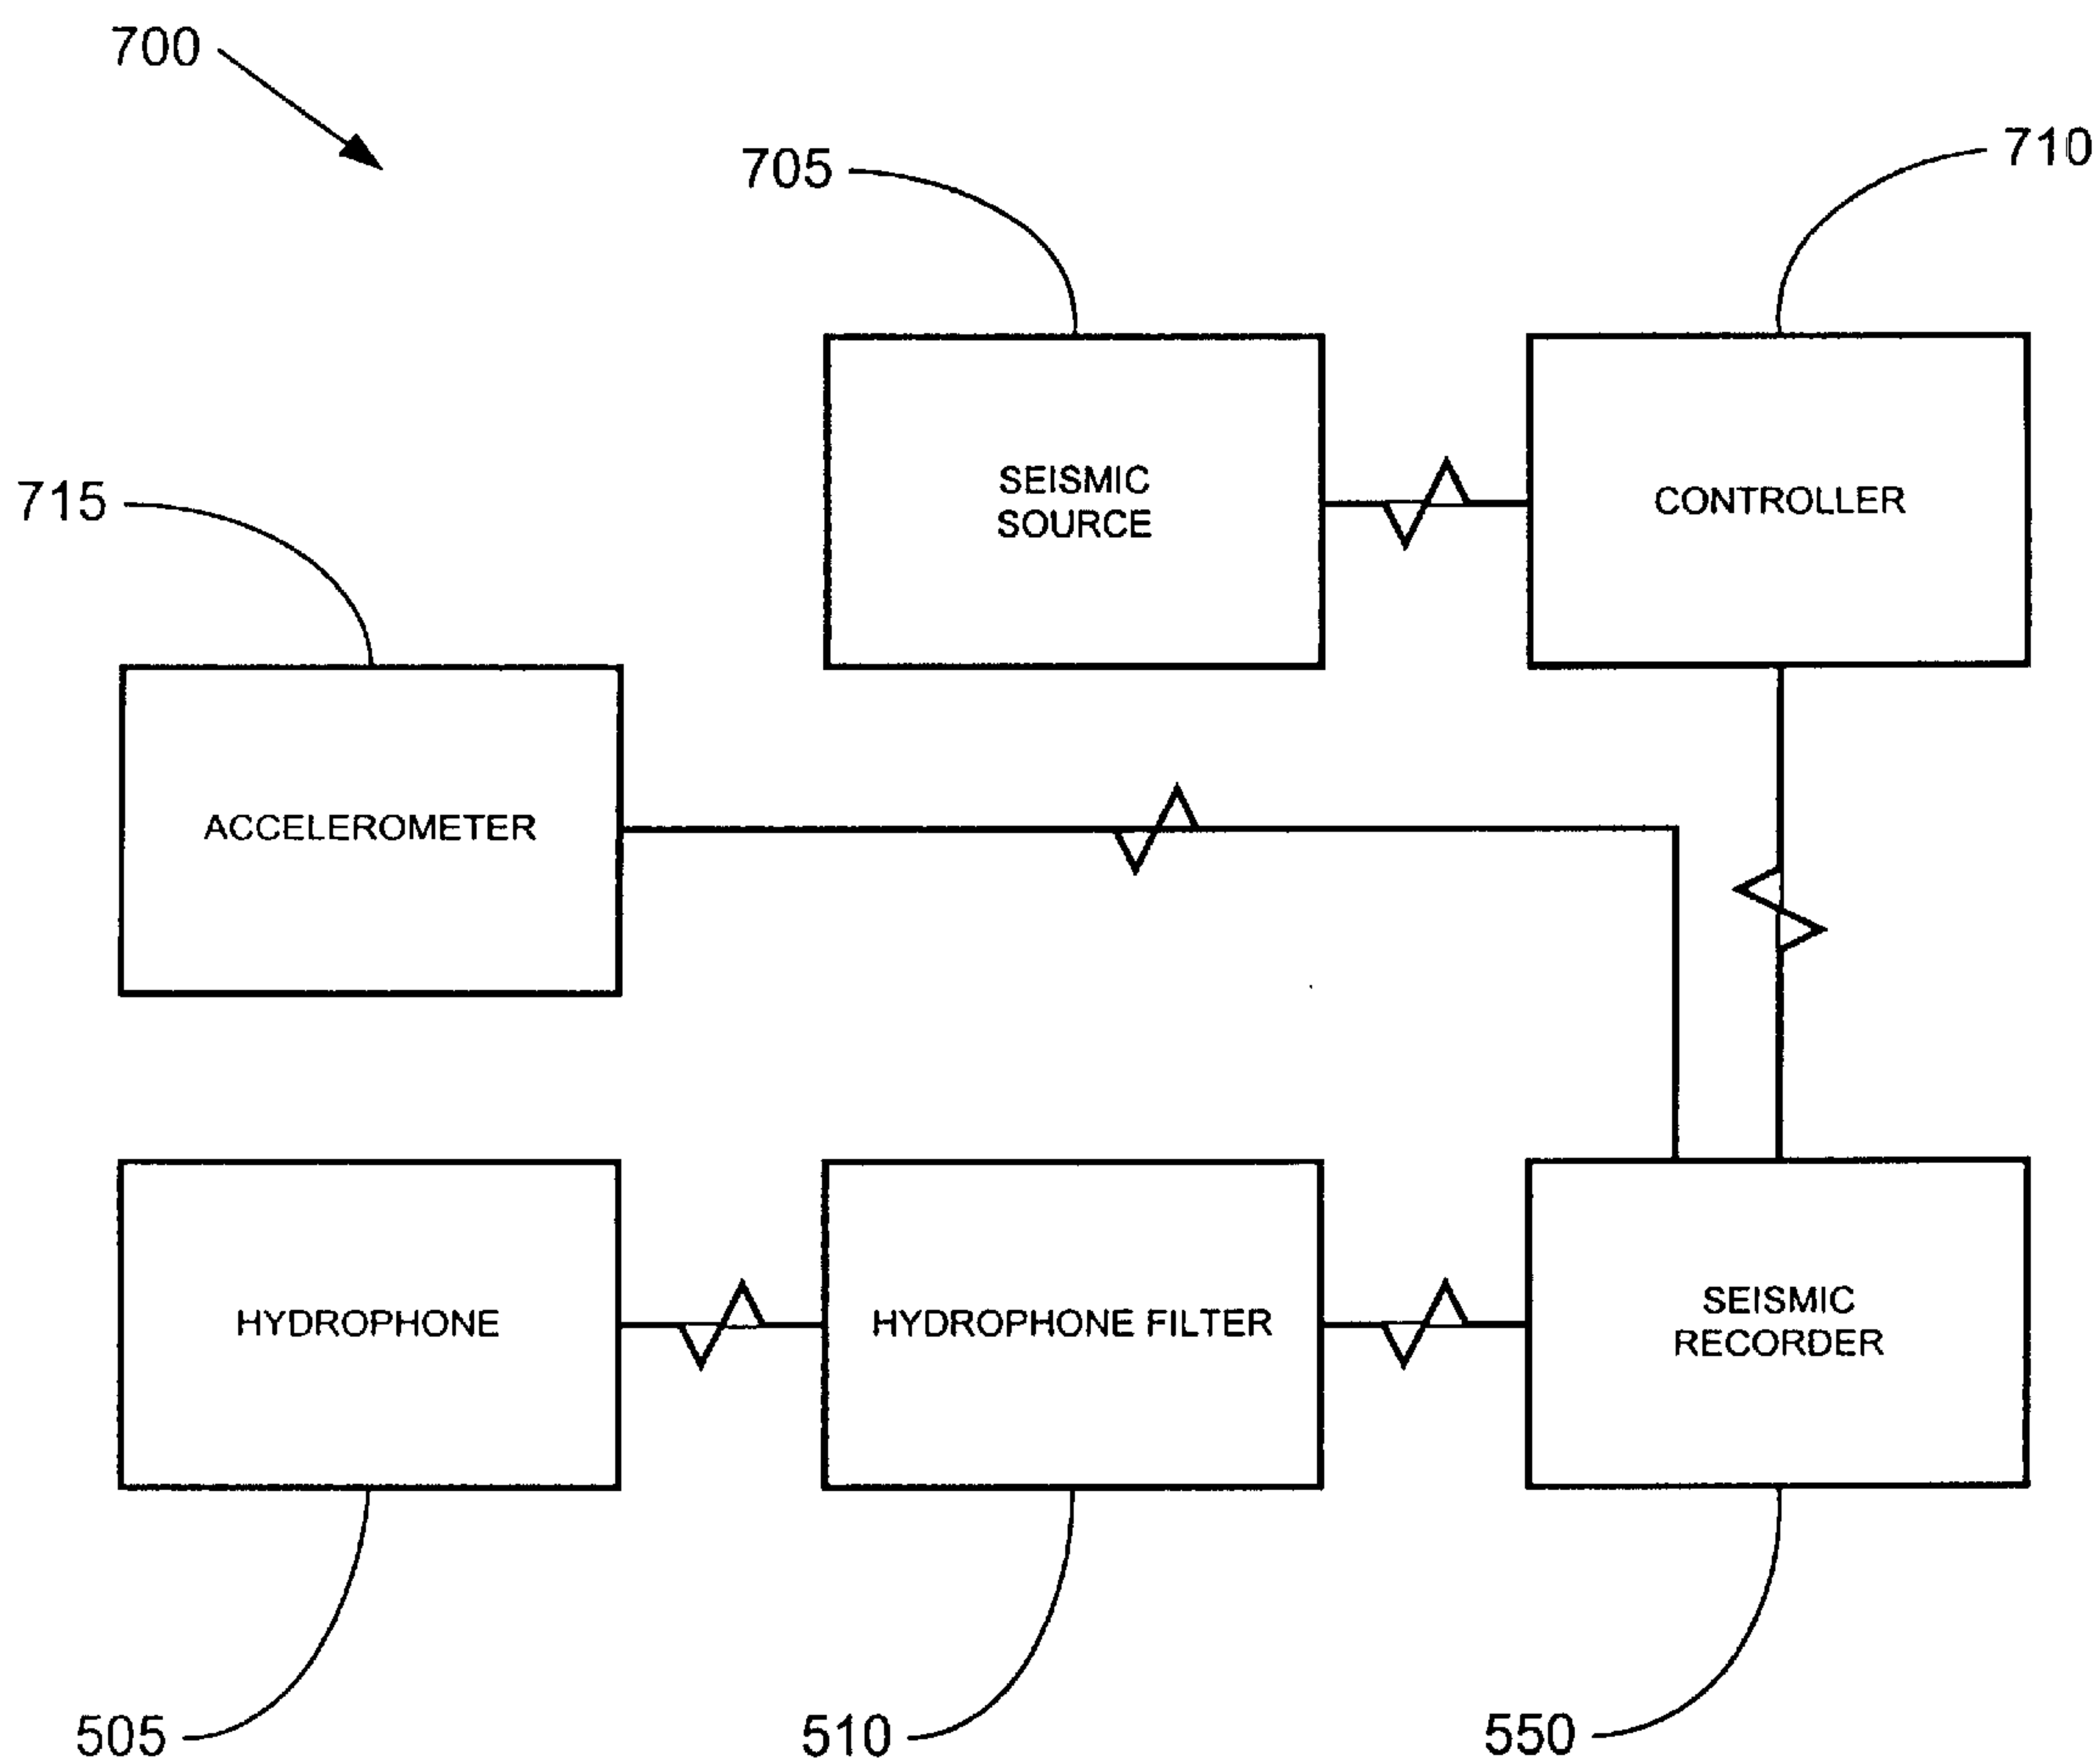 700
705
710
SEISMIC
SOURCE
CONTROLLER
715
ACCELEROMETER
HYDROPHONE
HYDROPHONE FILTER
SEISMIC
RECORDER
505
510
550